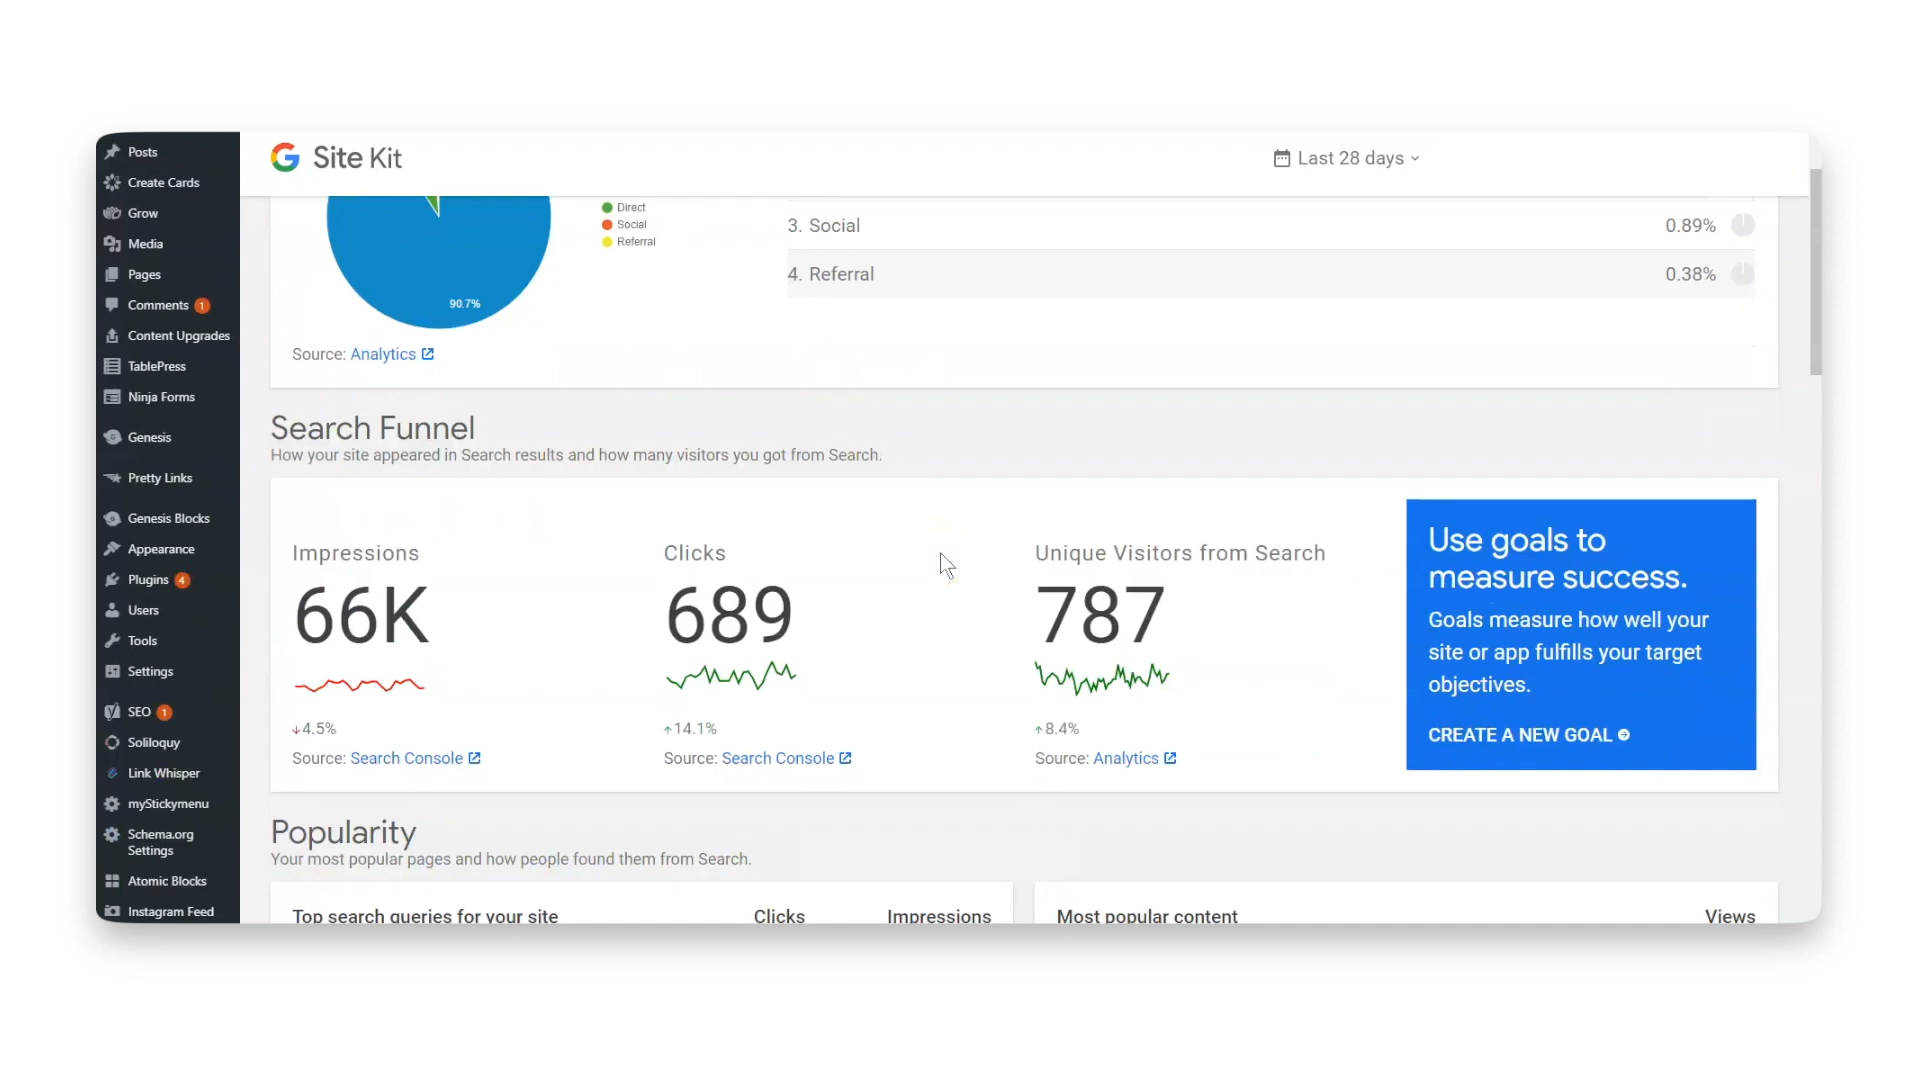 Posts
Create Cards
Grow
Media
Pages
Comments 1
Content Upgrades
TablePress
Ninja Forms
Genesis
Pretty Links
Genesis Blocks
Appearance
Plugins 4
Users
Tools
Settings
SEO 1
Soliloquy
Link Whisper
myStickymenu
Schema.org
Settings
Atomic Blocks
Instagram Feed
Site Kit
Last 28 days
90.7%
Direct
Social
Referral
3. Social 0.89%
4. Referral 0.38%
Source: Analytics
Search Funnel
How your site appeared in Search results and how many visitors you got from Search.
Impressions
66K
↓4.5%
Source: Search Console
Clicks
689
↑14.1%
Source: Search Console
Unique Visitors from Search
787
↑8.4%
Source: Analytics
Use goals to
measure success.
Goals measure how well your
site or app fulfills your target
objectives.
CREATE A NEW GOAL
Popularity
Your most popular pages and how people found them from Search.
Top search queries for your site Clicks Impressions
Most popular content Views